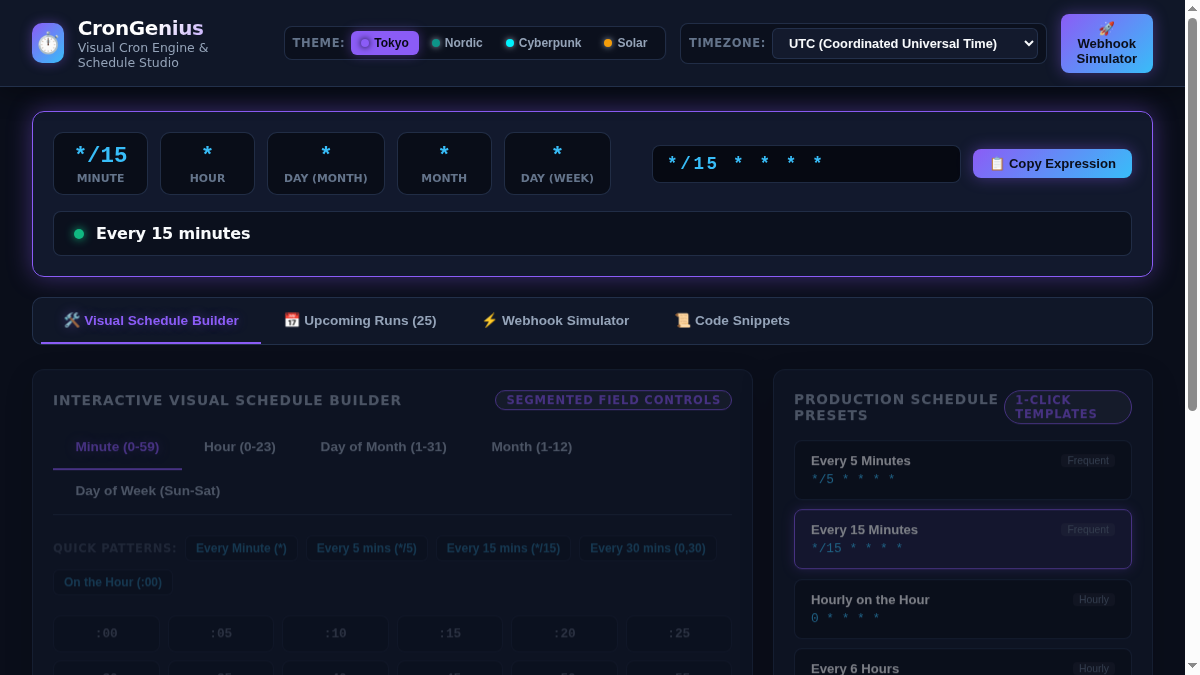 ⏱️ CronGenius
Visual Cron Engine &
Schedule Studio
THEME: Tokyo Nordic Cyberpunk Solar
TIMEZONE: UTC (Coordinated Universal Time)
🚀
Webhook
Simulator
*/15 * * * *
MINUTE HOUR DAY (MONTH) MONTH DAY (WEEK)
*/15 * * * *
📋 Copy Expression
Every 15 minutes
🛠️ Visual Schedule Builder 📅 Upcoming Runs (25) ⚡ Webhook Simulator 📜 Code Snippets
INTERACTIVE VISUAL SCHEDULE BUILDER SEGMENTED FIELD CONTROLS
Minute (0-59) Hour (0-23) Day of Month (1-31) Month (1-12)
Day of Week (Sun-Sat)
QUICK PATTERNS: Every Minute (*) Every 5 mins (*/5) Every 15 mins (*/15) Every 30 mins (0,30)
On the Hour (:00)
:00 :05 :10 :15 :20 :25
PRODUCTION SCHEDULE
PRESETS
1-CLICK
TEMPLATES
Every 5 Minutes Frequent
*/5 * * * *
Every 15 Minutes Frequent
*/15 * * * *
Hourly on the Hour Hourly
0 * * * *
Every 6 Hours Hourly